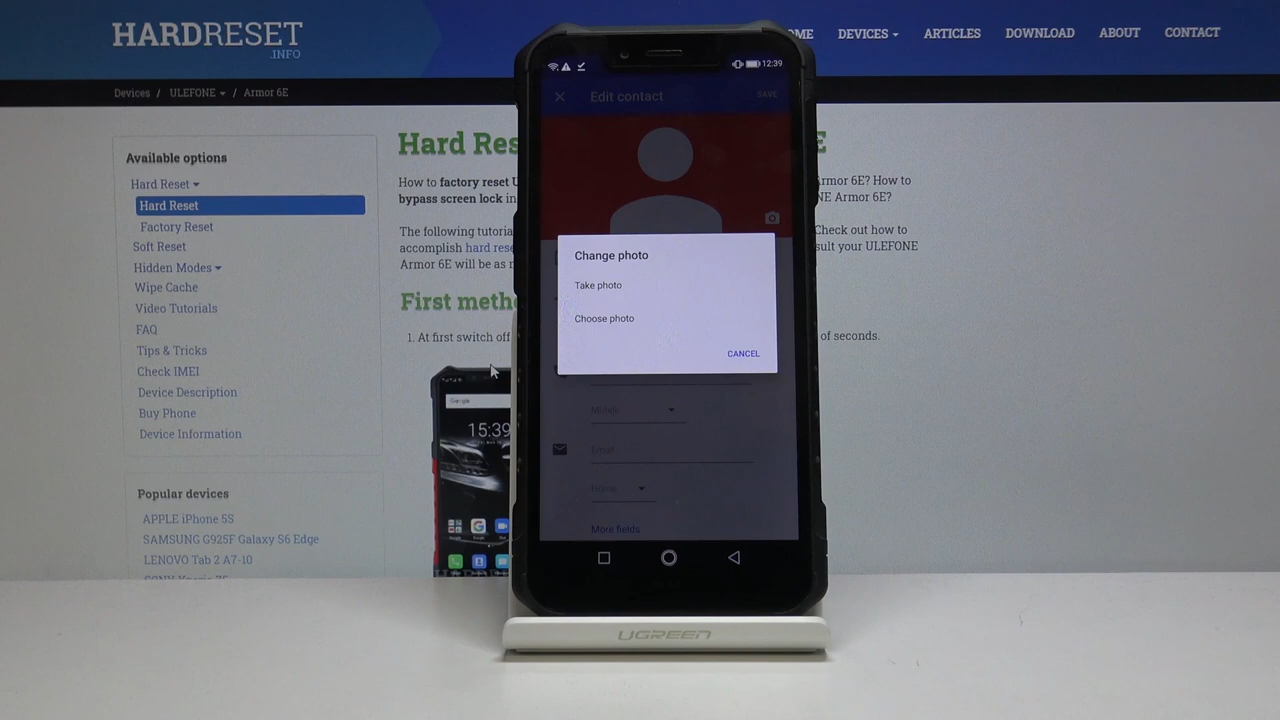 HARDRESET
.INFO
OME
DEVICES
ARTICLES
DOWNLOAD
ABOUT
CONTACT
Devices / ULEFONE / Armor 6E
Available options
Hard Reset
Hard Reset
Factory Reset
Soft Reset
Hidden Modes
Wipe Cache
Video Tutorials
FAQ
Tips & Tricks
Check IMEI
Device Description
Buy Phone
Device Information
Popular devices
APPLE iPhone 5S
SAMSUNG G925F Galaxy S6 Edge
LENOVO Tab 2 A7-10
Hard Res
E
How to factory reset U
rmor 6E? How to
bypass screen lock in
NE Armor 6E?
The following tutoria
Check out how to
accomplish hard rese
sult your ULEFONE
Armor 6E will be as n
First metho
1. At first switch off
of seconds.
Google
15:39
12:39
Edit contact
SAVE
Change photo
Take photo
Choose photo
CANCEL
Mobile
Email
Home
More fields
UGREEN